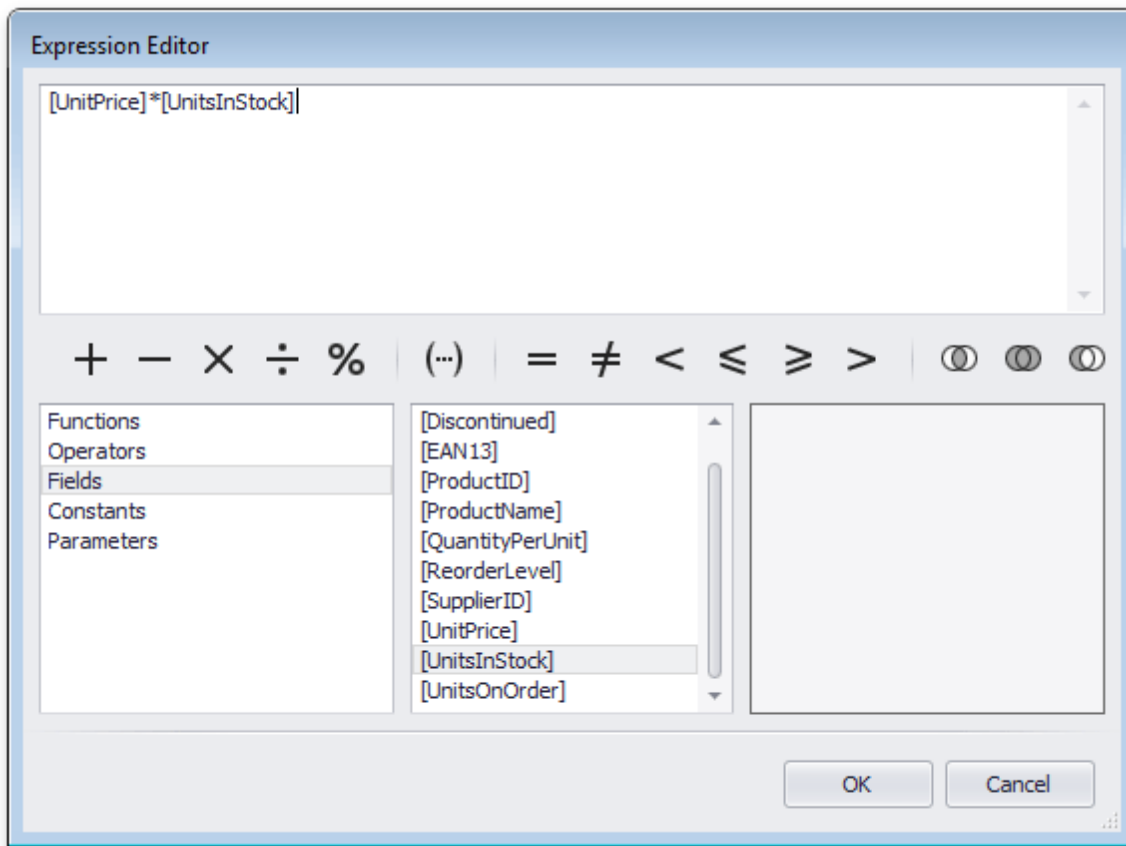 Expression Editor
[UnitPrice]*[UnitsInStock]
+ − × ÷ % (···) = ≠ < ⩽ ⩾ >
Functions
Operators
Fields
Constants
Parameters
[Discontinued]
[EAN13]
[ProductID]
[ProductName]
[QuantityPerUnit]
[ReorderLevel]
[SupplierID]
[UnitPrice]
[UnitsInStock]
[UnitsOnOrder]
OK
Cancel